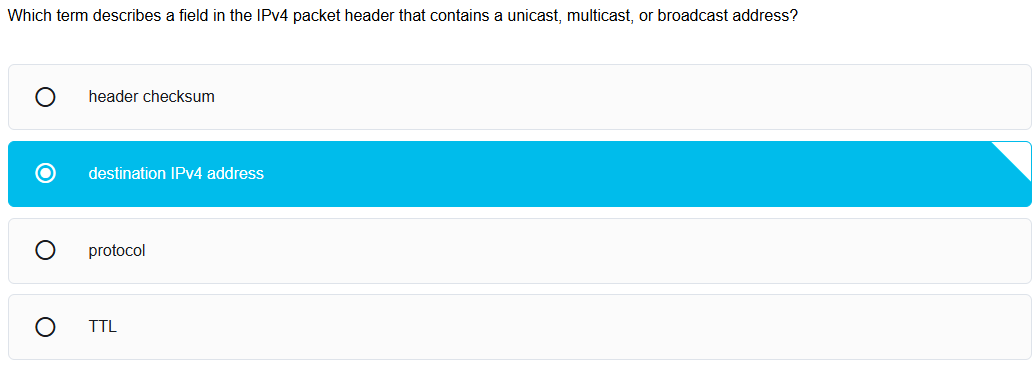 Which term describes a field in the IPv4 packet header that contains a unicast, multicast, or broadcast address?
header checksum
destination IPv4 address
protocol
TTL